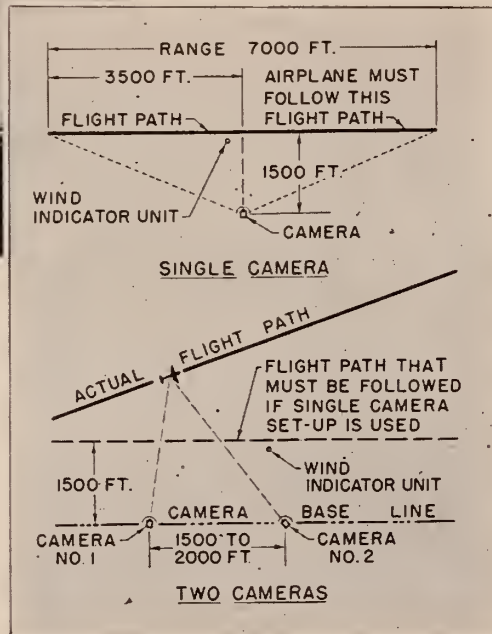 RANGE 7000 FT.
3500 FT.
AIRPLANE MUST
FOLLOW THIS
FLIGHT PATH
FLIGHT PATH
1500 FT.
WIND
INDICATOR UNIT
CAMERA
SINGLE CAMERA
ACTUAL FLIGHT PATH
FLIGHT PATH THAT
MUST BE FOLLOWED
IF SINGLE CAMERA
SET-UP IS USED
1500 FT.
WIND
INDICATOR UNIT
CAMERA BASE LINE
CAMERA
NO. 1
1500 TO
2000 FT.
CAMERA
NO. 2
TWO CAMERAS